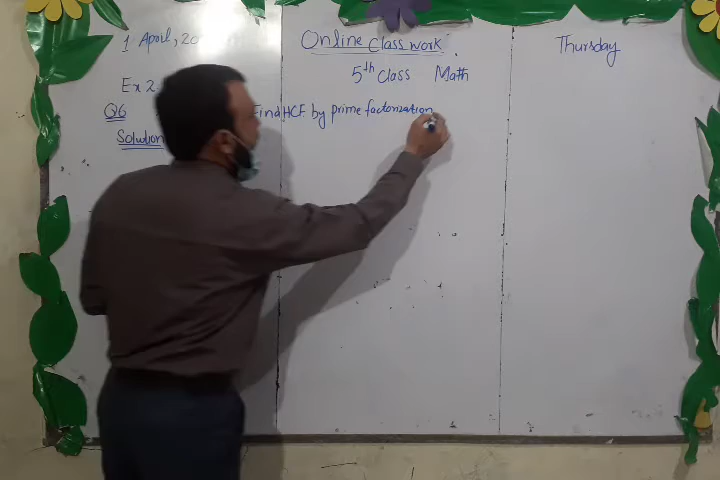 1 April, 20
Online Class work
Thursday
5th Class Math
Ex 2
Q6 Find HCF by prime factorization
Solution